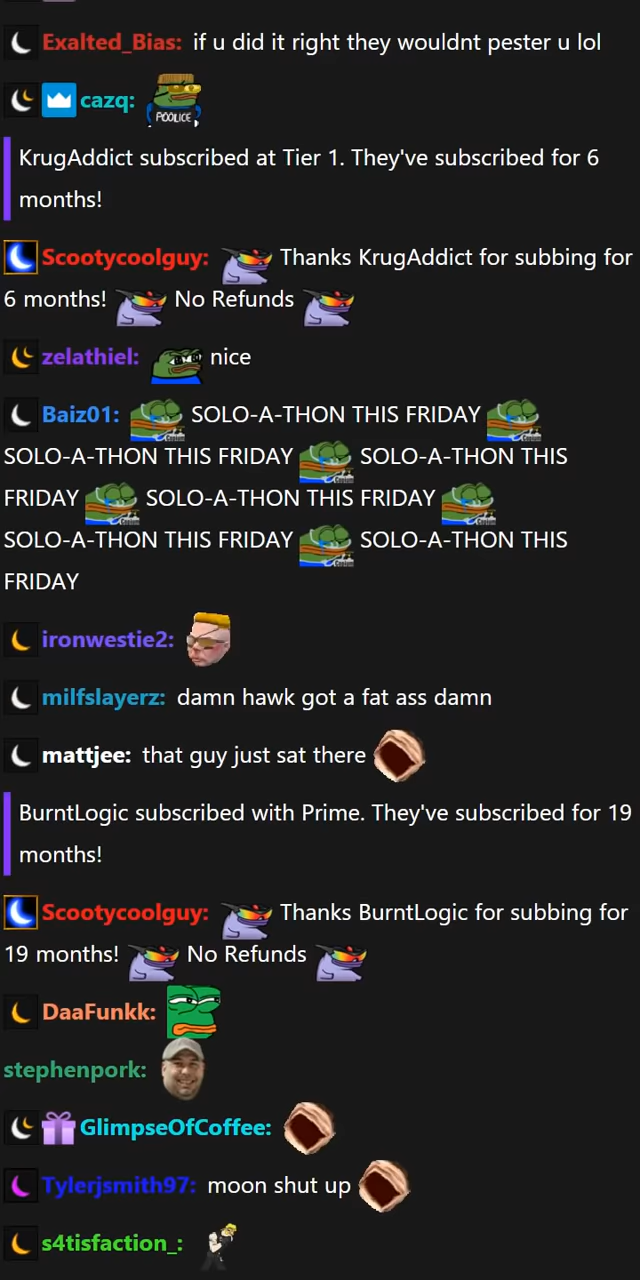 Exalted_Bias: if u did it right they wouldnt pester u lol
cazq: POOLICE
KrugAddict subscribed at Tier 1. They've subscribed for 6
months!
Scootycoolguy: Thanks KrugAddict for subbing for
6 months! No Refunds
zelathiel: nice
Baiz01: SOLO-A-THON THIS FRIDAY
SOLO-A-THON THIS FRIDAY SOLO-A-THON THIS
FRIDAY SOLO-A-THON THIS FRIDAY
SOLO-A-THON THIS FRIDAY SOLO-A-THON THIS
FRIDAY
ironwestie2:
milfslayerz: damn hawk got a fat ass damn
mattjee: that guy just sat there
BurntLogic subscribed with Prime. They've subscribed for 19
months!
Scootycoolguy: Thanks BurntLogic for subbing for
19 months! No Refunds
DaaFunkk:
stephenpork:
GlimpseOfCoffee:
Tylerjsmith97: moon shut up
s4tisfaction_: